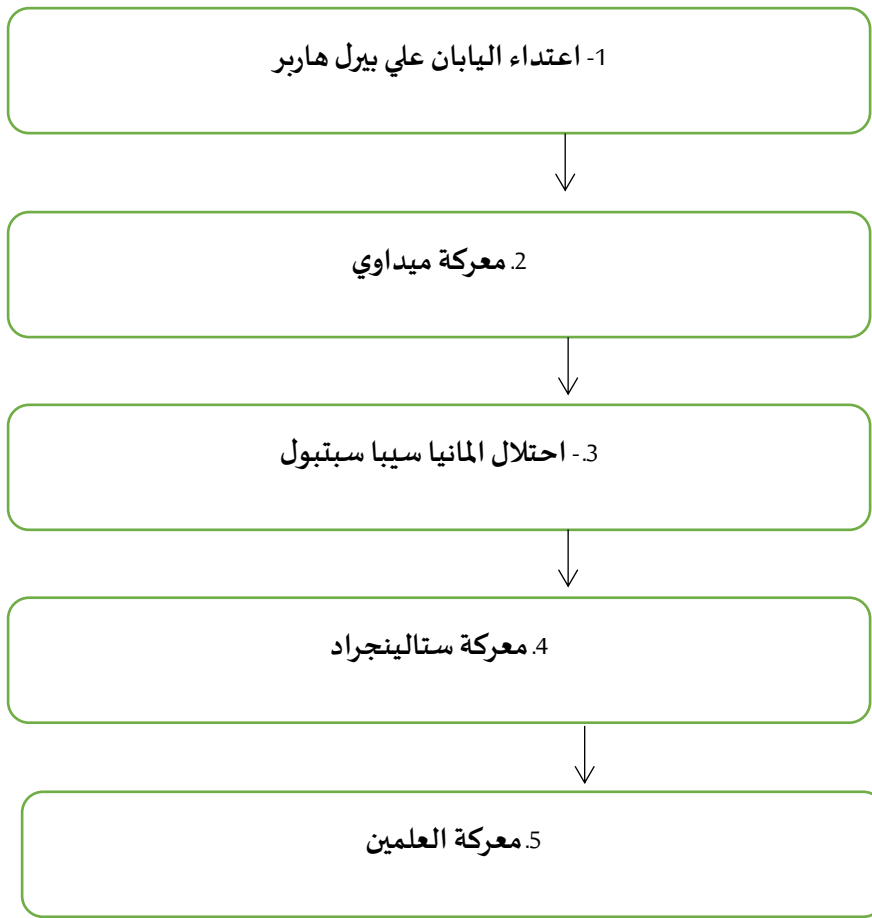 1- اعتداء اليابان علي بيرل هاربر
2. معركة ميداوي
3.- احتلال المانيا سيبا سبتبول
4. معركة ستالينجراد
5. معركة العلمين